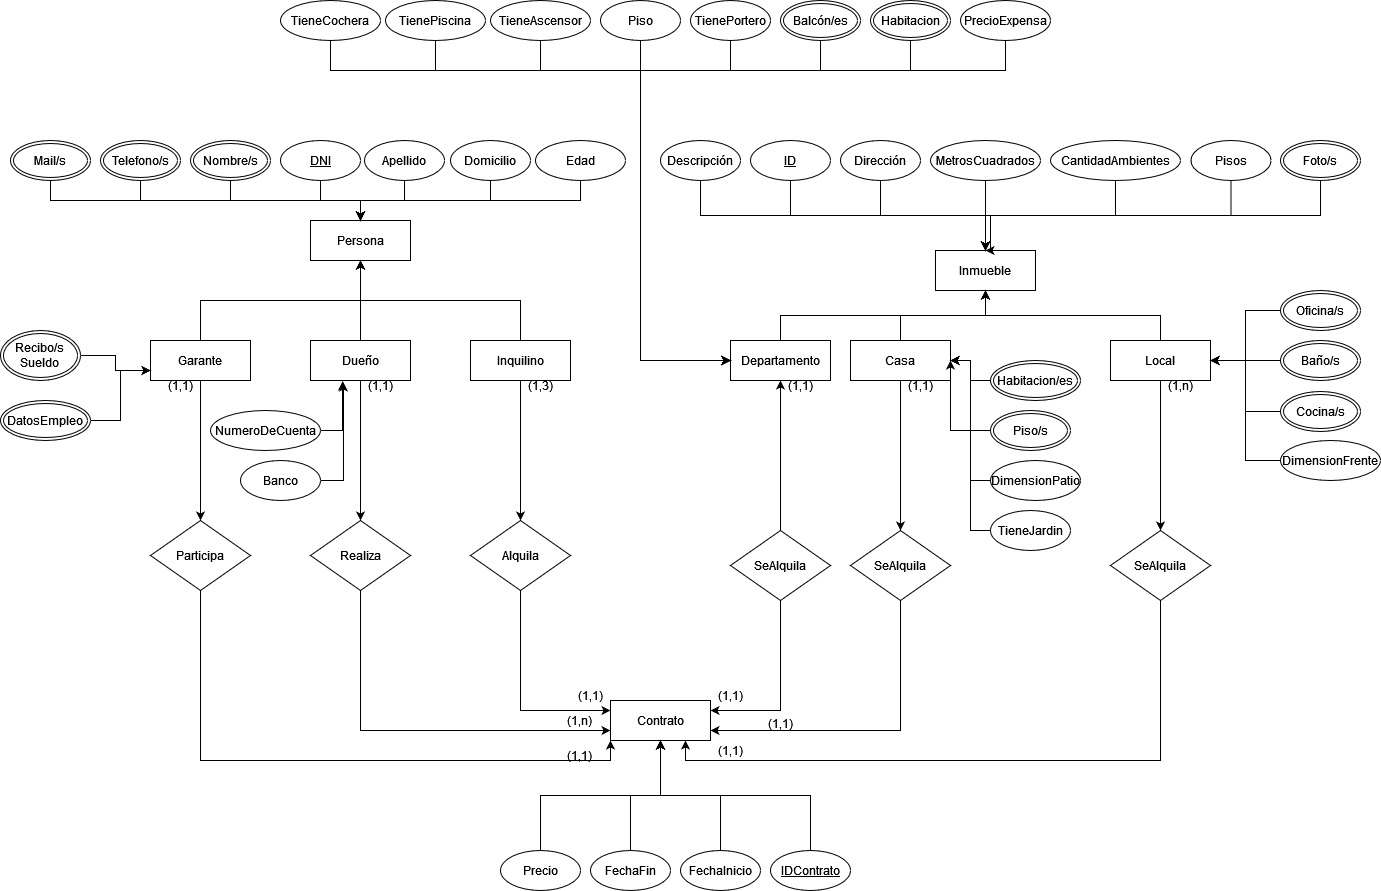 TieneCochera
TienePiscina
TieneAscensor
Piso
TienePortero
Balcón/es
Habitacion
PrecioExpensa
Mail/s
Telefono/s
Nombre/s
DNI
Apellido
Domicilio
Edad
Descripción
ID
Dirección
MetrosCuadrados
CantidadAmbientes
Pisos
Foto/s
Persona
Inmueble
Oficina/s
Recibo/s
Sueldo
Garante
Dueño
Inquilino
Departamento
Casa
Local
Baño/s
(1,1)
(1,1)
(1,3)
(1,1)
(1,1)
(1,n)
Habitacion/es
DatosEmpleo
NumeroDeCuenta
Piso/s
Cocina/s
Banco
DimensionPatio
DimensionFrente
TieneJardin
Participa
Realiza
Alquila
SeAlquila
SeAlquila
SeAlquila
(1,1)
(1,1)
(1,n)
Contrato
(1,1)
(1,1)
(1,1)
Precio
FechaFin
FechaInicio
IDContrato